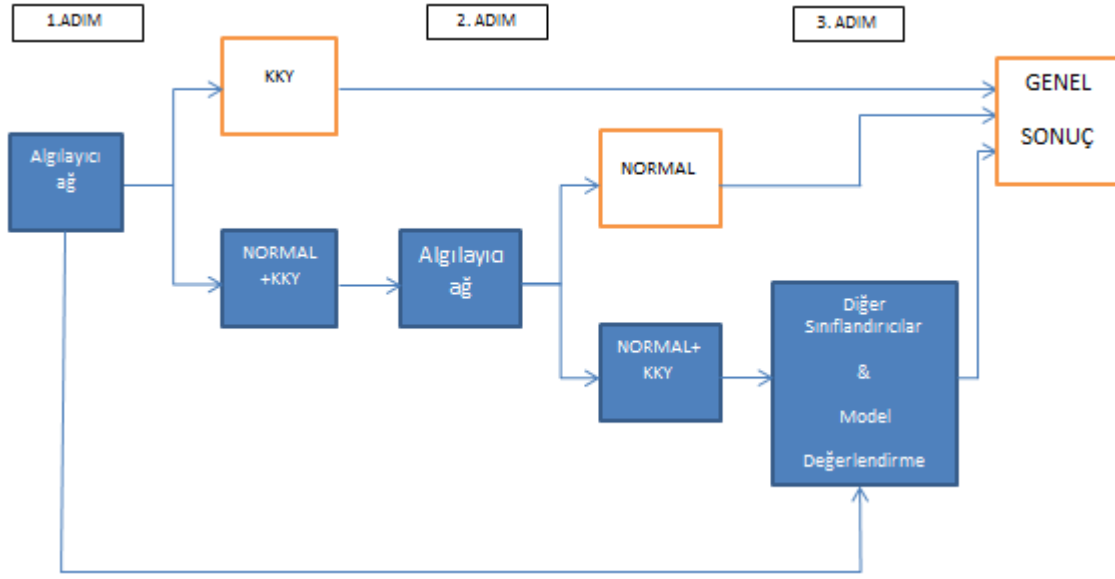 1.ADIM
2. ADIM
3. ADIM
KKY
GENEL
SONUÇ
Algılayıcı
ağ
NORMAL
NORMAL
+KKY
Algılayıcı
ağ
Diğer
Sınıflandırıcılar
&
Model
Değerlendirme
NORMAL+
KKY